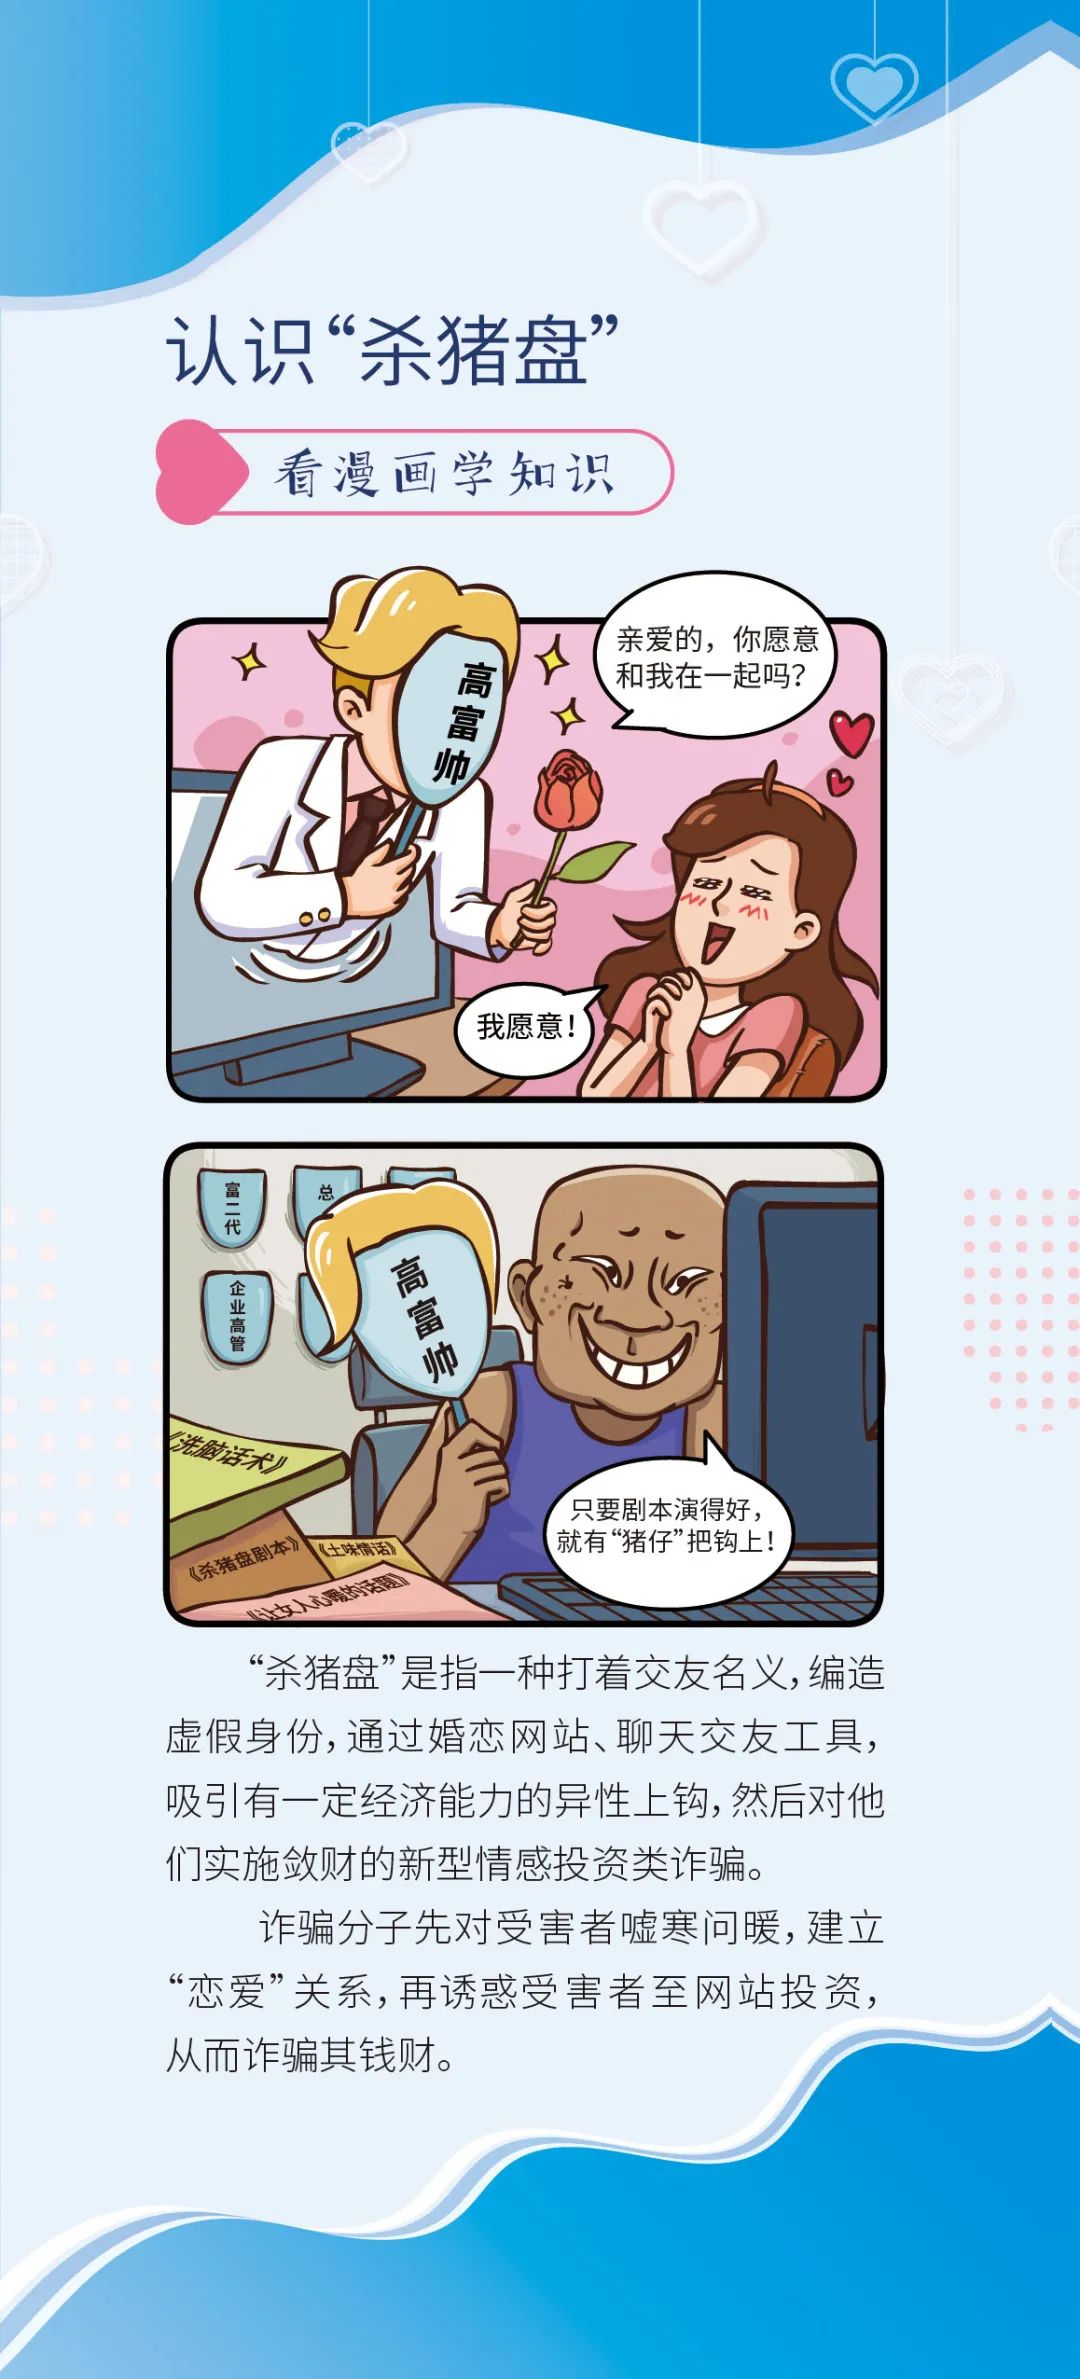 认识“杀猪盘”
看漫画学知识
高富帅
亲爱的，你愿意
和我在一起吗？
我愿意！
富二代
总
企业高管
高富帅
《洗脑话术》
《杀猪盘剧本》
《土味情话》
《让女人心暖的话题》
只要剧本演得好，
就有“猪仔”把钩上！
“杀猪盘”是指一种打着交友名义，编造
虚假身份，通过婚恋网站、聊天交友工具，
吸引有一定经济能力的异性上钩，然后对他
们实施敛财的新型情感投资类诈骗。
诈骗分子先对受害者嘘寒问暖，建立
“恋爱”关系，再诱惑受害者至网站投资，
从而诈骗其钱财。